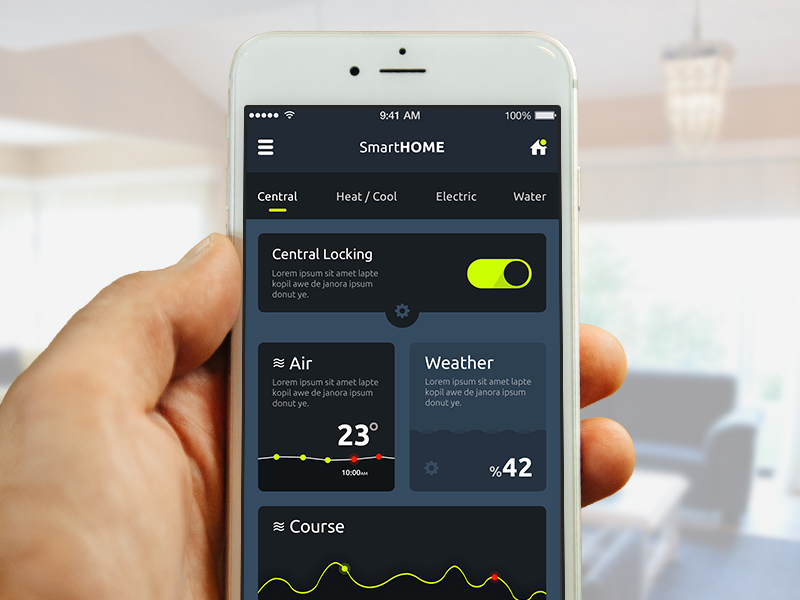 9:41 AM 100%
SmartHOME
Central Heat / Cool Electric Water
Central Locking
Lorem ipsum sit amet lapte
kopil awe de janora ipsum
donut ye.
Air
Lorem ipsum sit amet lapte
kopil awe de janora ipsum
donut ye.
23°
10:00AM
Weather
Lorem ipsum sit amet lapte
kopil awe de janora ipsum
donut ye.
%42
Course